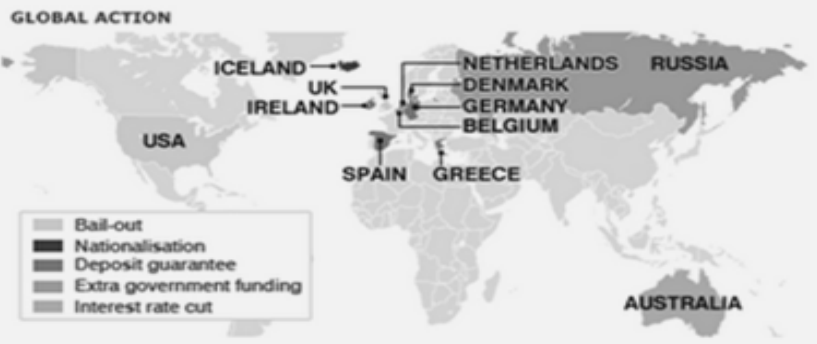 GLOBAL ACTION
ICELAND
NETHERLANDS
RUSSIA
UK
DENMARK
IRELAND
GERMANY
BELGIUM
USA
SPAIN
GREECE
Bail-out
Nationalisation
Deposit guarantee
Extra government funding
Interest rate cut
AUSTRALIA